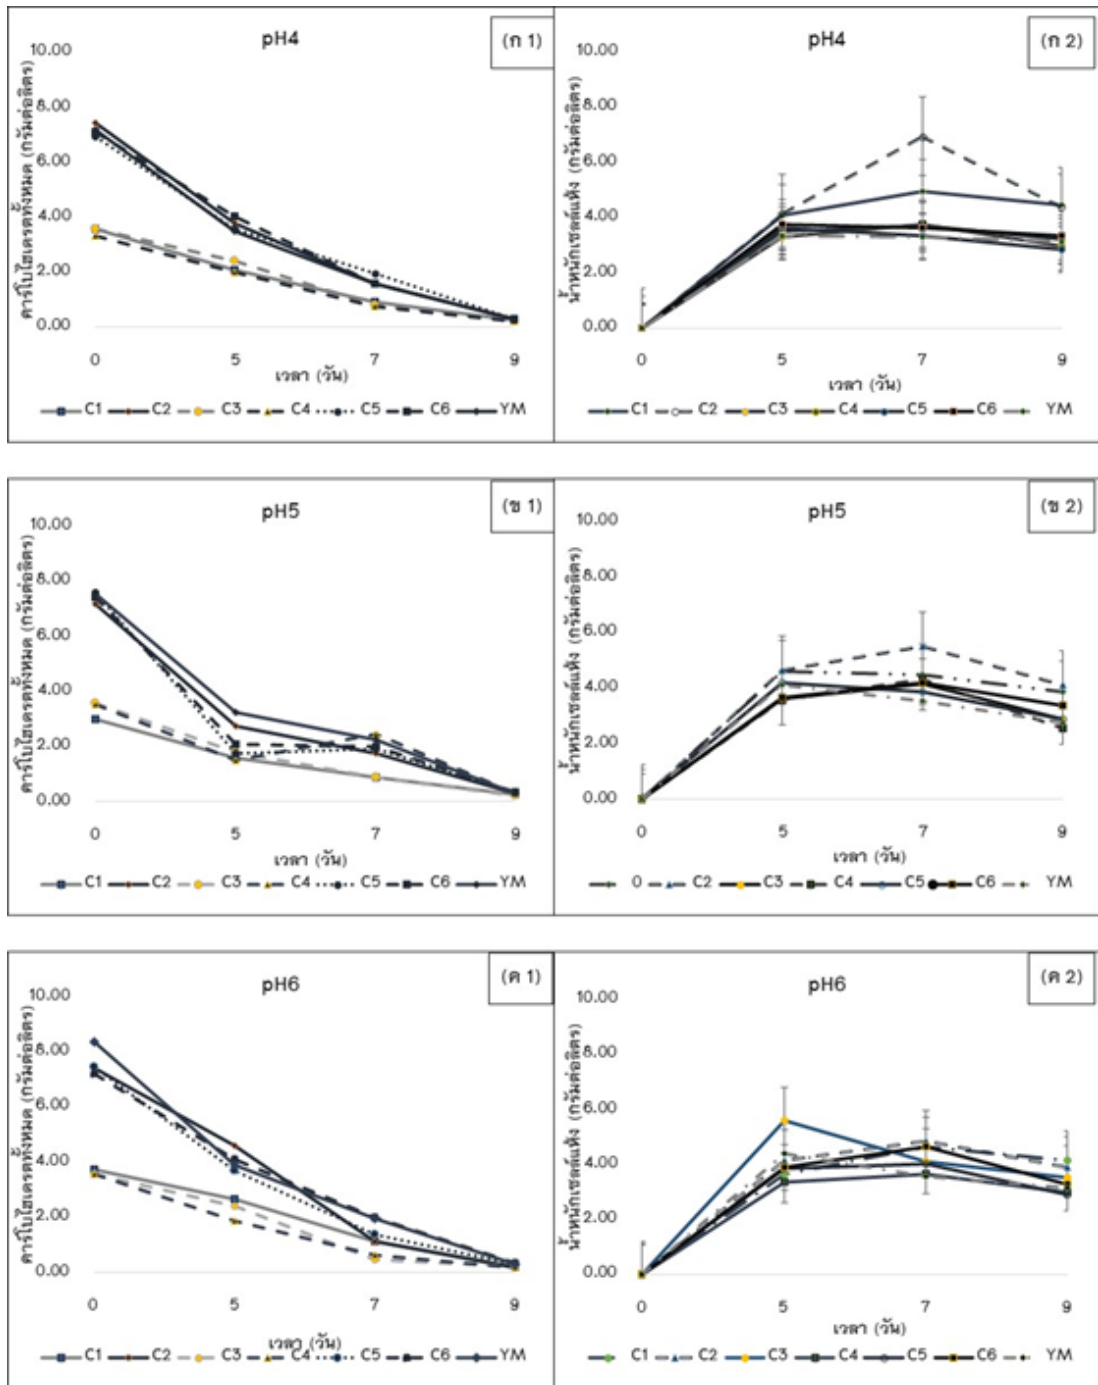 pH4
(ก 1)
คาร์โบไฮเดรตทั้งหมด (กรัมต่อลิตร)
10.00
8.00
6.00
4.00
2.00
0.00
0 5 7 9
เวลา (วัน)
C1 C2 C3 C4 C5 C6 YM
pH4
(ก 2)
น้ำหนักเซลล์แห้ง (กรัมต่อลิตร)
10.00
8.00
6.00
4.00
2.00
0.00
0 5 7 9
เวลา (วัน)
C1 C2 C3 C4 C5 C6 YM
pH5
(ข 1)
คาร์โบไฮเดรตทั้งหมด (กรัมต่อลิตร)
10.00
8.00
6.00
4.00
2.00
0.00
0 5 7 9
เวลา (วัน)
C1 C2 C3 C4 C5 C6 YM
pH5
(ข 2)
น้ำหนักเซลล์แห้ง (กรัมต่อลิตร)
10.00
8.00
6.00
4.00
2.00
0.00
0 5 7 9
เวลา (วัน)
0 C2 C3 C4 C5 C6 YM
pH6
(ค 1)
คาร์โบไฮเดรตทั้งหมด (กรัมต่อลิตร)
10.00
8.00
6.00
4.00
2.00
0.00
0 5 7 9
เวลา (วัน)
C1 C2 C3 C4 C5 C6 YM
pH6
(ค 2)
น้ำหนักเซลล์แห้ง (กรัมต่อลิตร)
10.00
8.00
6.00
4.00
2.00
0.00
0 5 7 9
เวลา (วัน)
C1 C2 C3 C4 C5 C6 YM